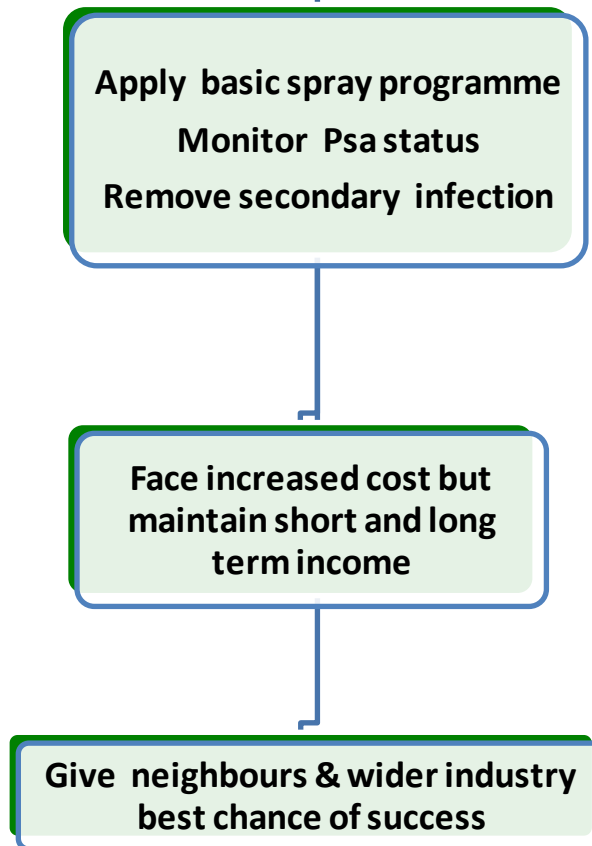 Apply basic spray programme
Monitor Psa status
Remove secondary infection
Face increased cost but
maintain short and long
term income
Give neighbours & wider industry
best chance of success